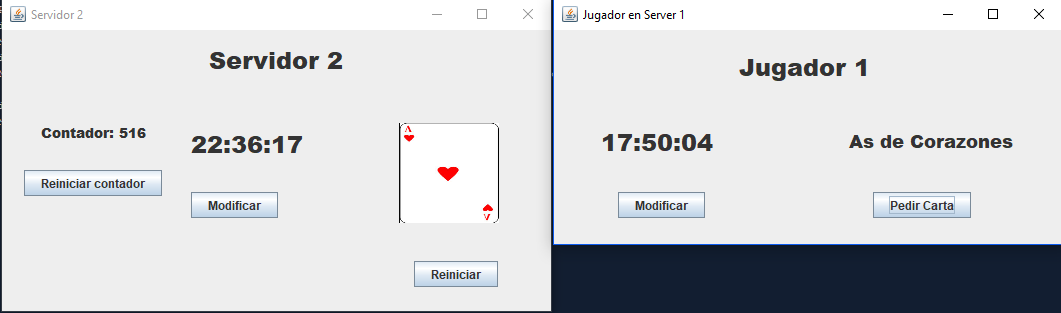 Servidor 2
Servidor 2
Contador: 516
Reiniciar contador
22:36:17
Modificar
A
A
Reiniciar
Jugador en Server 1
Jugador 1
17:50:04
Modificar
As de Corazones
Pedir Carta